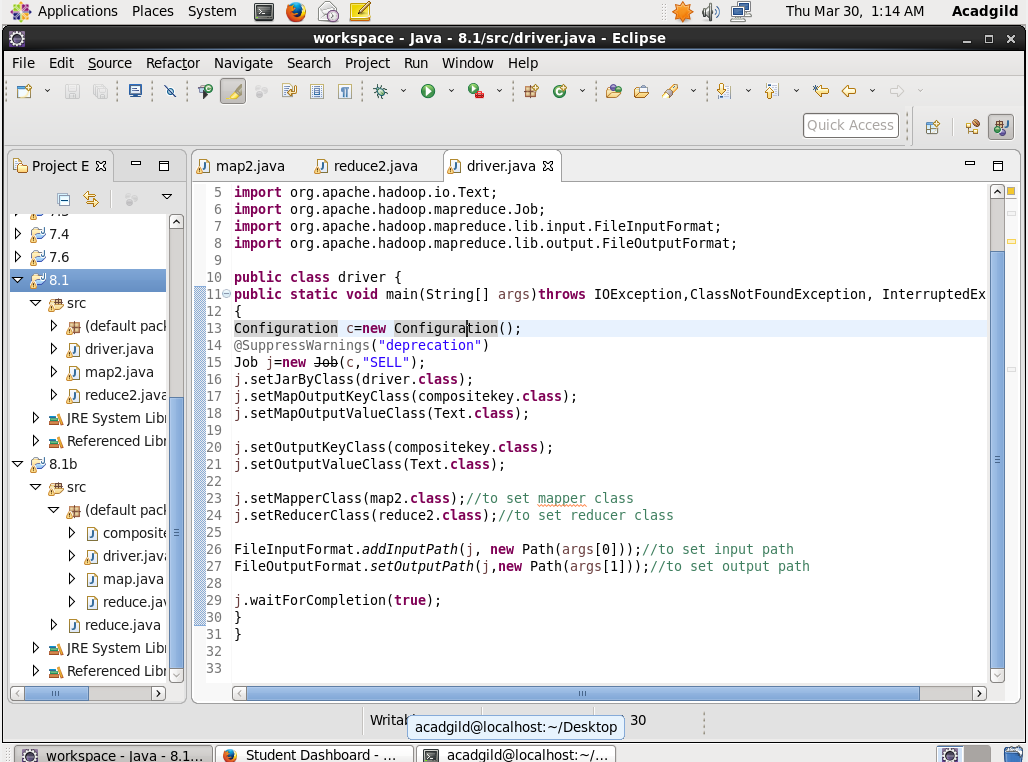 Applications Places System Thu Mar 30, 1:14 AM Acadgild
workspace - Java - 8.1/src/driver.java - Eclipse
File Edit Source Refactor Navigate Search Project Run Window Help
Quick Access
Project E
map2.java reduce2.java driver.java
7.4
7.6
8.1
src
(default pack
driver.java
map2.java
reduce2.java
JRE System Libr
Referenced Libr
8.1b
src
(default pack
composite
driver.java
map.java
reduce.jav
reduce.java
JRE System Libr
Referenced Libr
5 import org.apache.hadoop.io.Text;
6 import org.apache.hadoop.mapreduce.Job;
7 import org.apache.hadoop.mapreduce.lib.input.FileInputFormat;
8 import org.apache.hadoop.mapreduce.lib.output.FileOutputFormat;
9
10 public class driver {
11 public static void main(String[] args)throws IOException,ClassNotFoundException, InterruptedEx
12 {
13 Configuration c=new Configuration();
14 @SuppressWarnings("deprecation")
15 Job j=new Job(c,"SELL");
16 j.setJarByClass(driver.class);
17 j.setMapOutputKeyClass(compositekey.class);
18 j.setMapOutputValueClass(Text.class);
19
20 j.setOutputKeyClass(compositekey.class);
21 j.setOutputValueClass(Text.class);
22
23 j.setMapperClass(map2.class);//to set mapper class
24 j.setReducerClass(reduce2.class);//to set reducer class
25
26 FileInputFormat.addInputPath(j, new Path(args[0]));//to set input path
27 FileOutputFormat.setOutputPath(j,new Path(args[1]));//to set output path
28
29 j.waitForCompletion(true);
30 }
31 }
32
33
Writal 30
acadgild@localhost:~/Desktop
workspace - Java - 8.1... Student Dashboard - ... acadgild@localhost:~/...